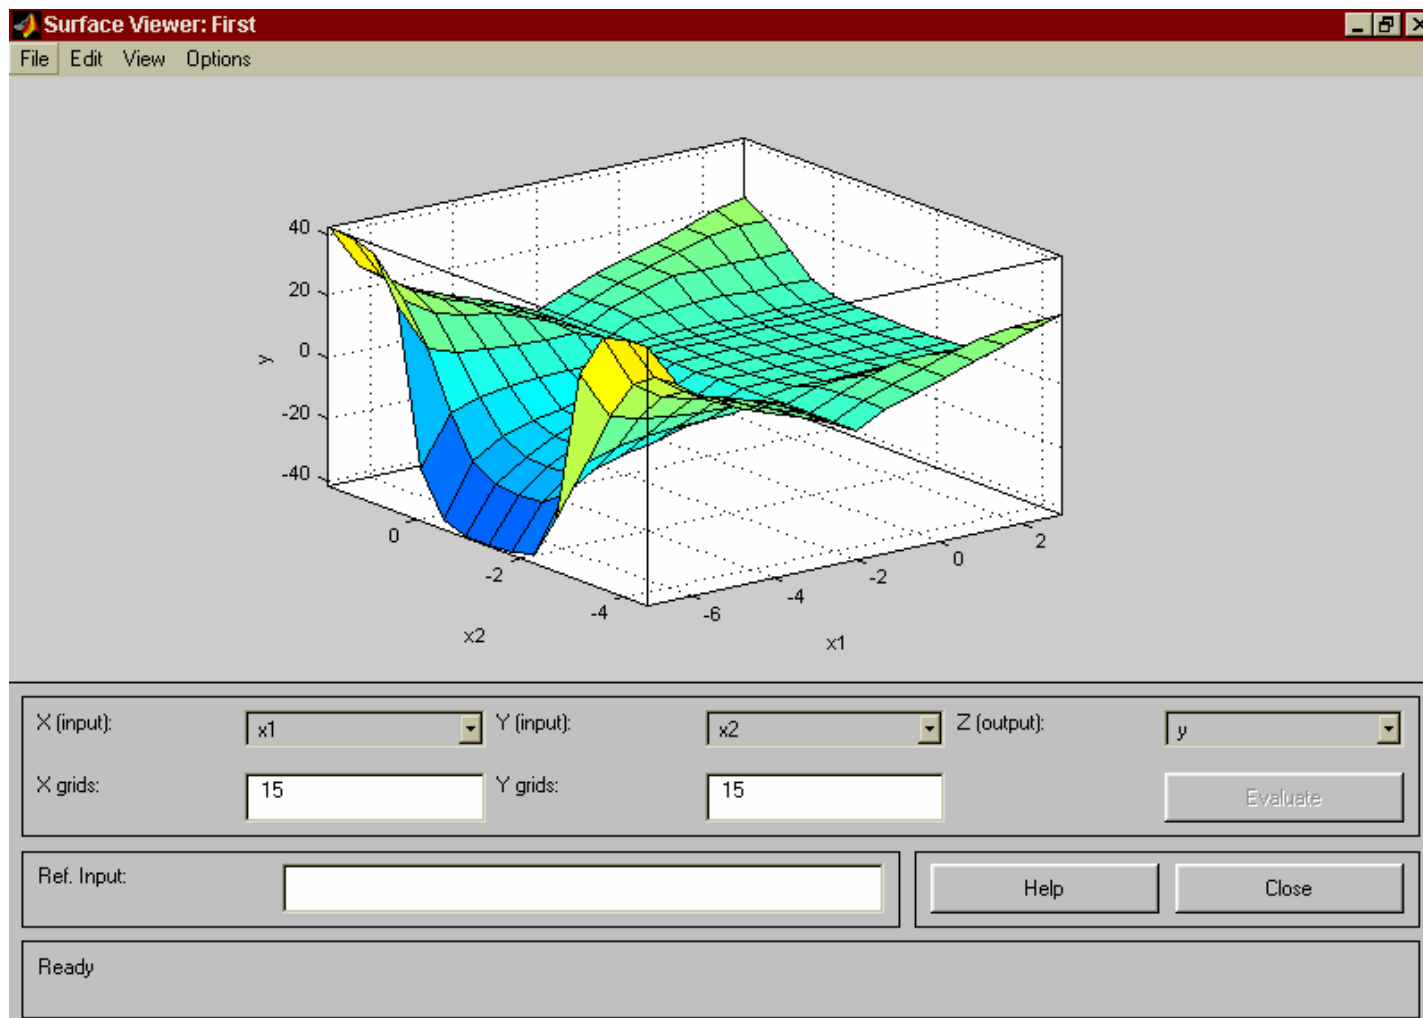 Surface Viewer: First
File Edit View Options
40
20
0
-20
-40
y
0
-2
-4
x2
-6
-4
-2
0
2
x1
X (input): x1 Y (input): x2 Z (output): y
X grids: 15 Y grids: 15 Evaluate
Ref. Input: Help Close
Ready